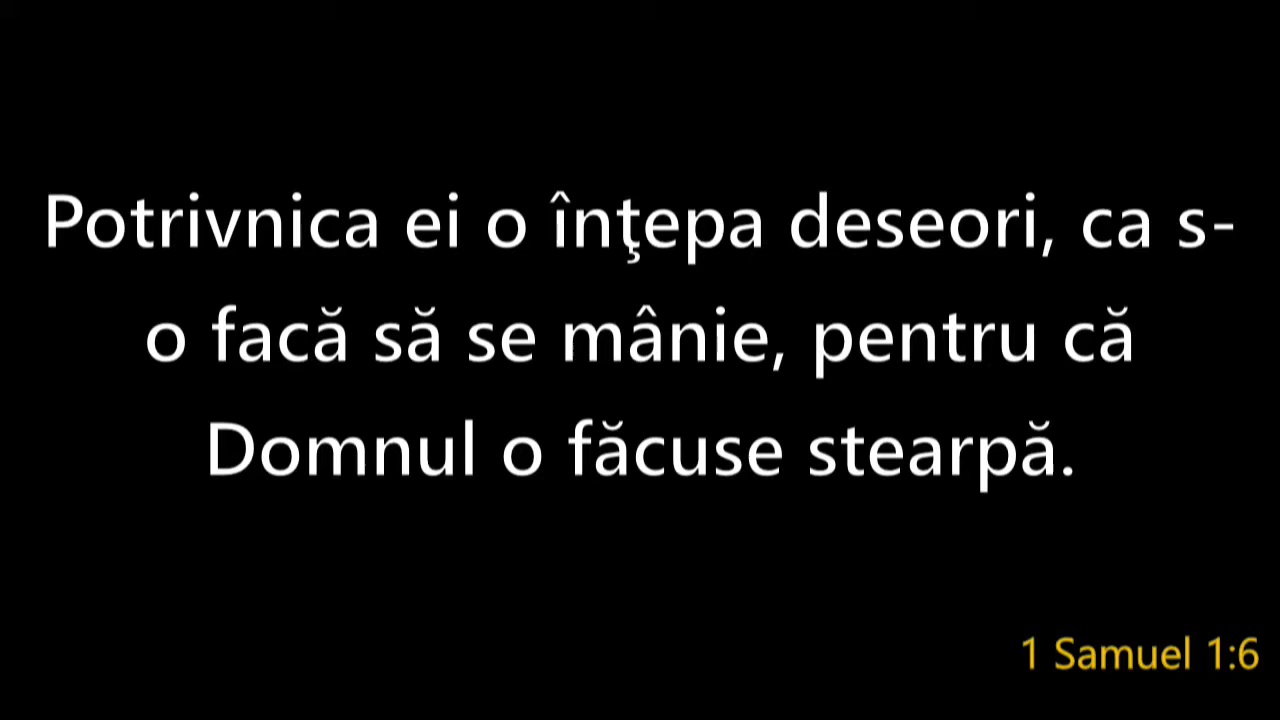 Potrivnica ei o înţepa deseori, ca s-
o facă să se mânie, pentru că
Domnul o făcuse stearpă.
1 Samuel 1:6